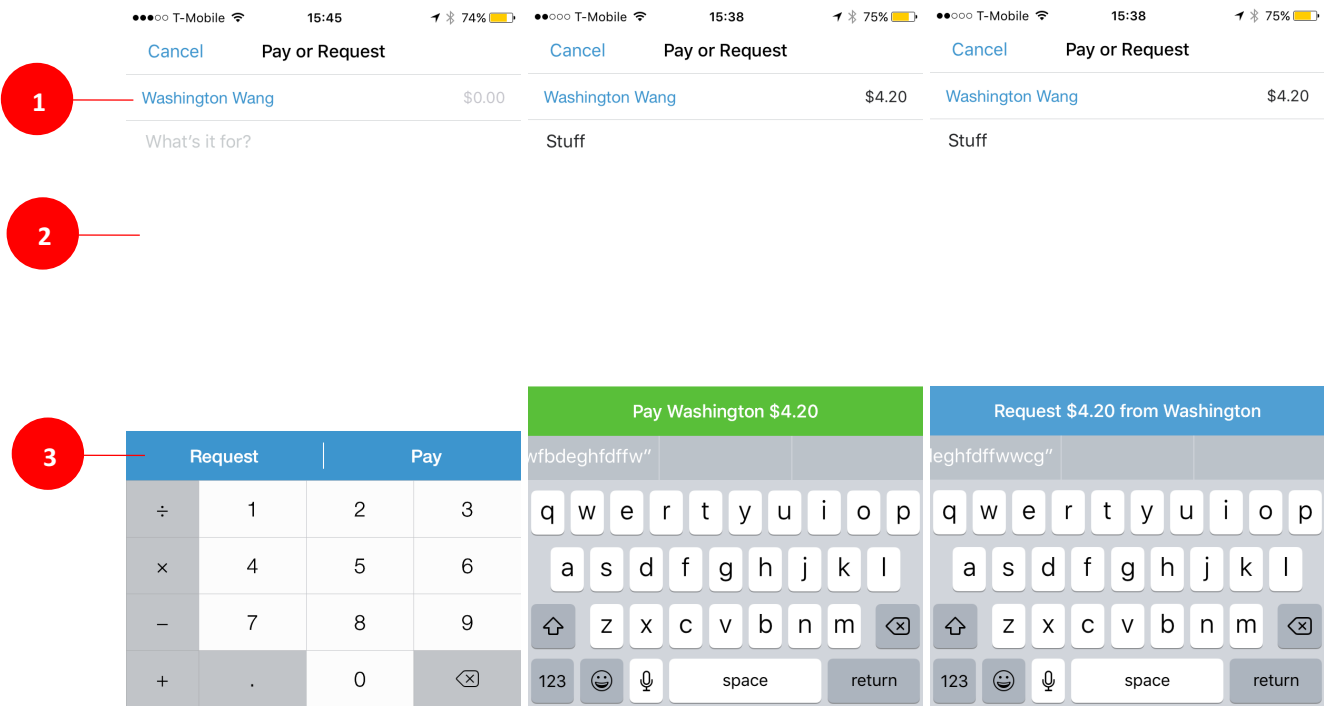 T-Mobile 15:45 74%
Cancel Pay or Request
1
Washington Wang $0.00
What's it for?
2
3
Request Pay
÷ 1 2 3
× 4 5 6
− 7 8 9
+ . 0
T-Mobile 15:38 75%
Cancel Pay or Request
Washington Wang $4.20
Stuff
Pay Washington $4.20
wfbdeghfdffw"
q w e r t y u i o p
a s d f g h j k l
z x c v b n m
123 space return
T-Mobile 15:38 75%
Cancel Pay or Request
Washington Wang $4.20
Stuff
Request $4.20 from Washington
eghfdffwwcg"
q w e r t y u i o p
a s d f g h j k l
z x c v b n m
123 space return